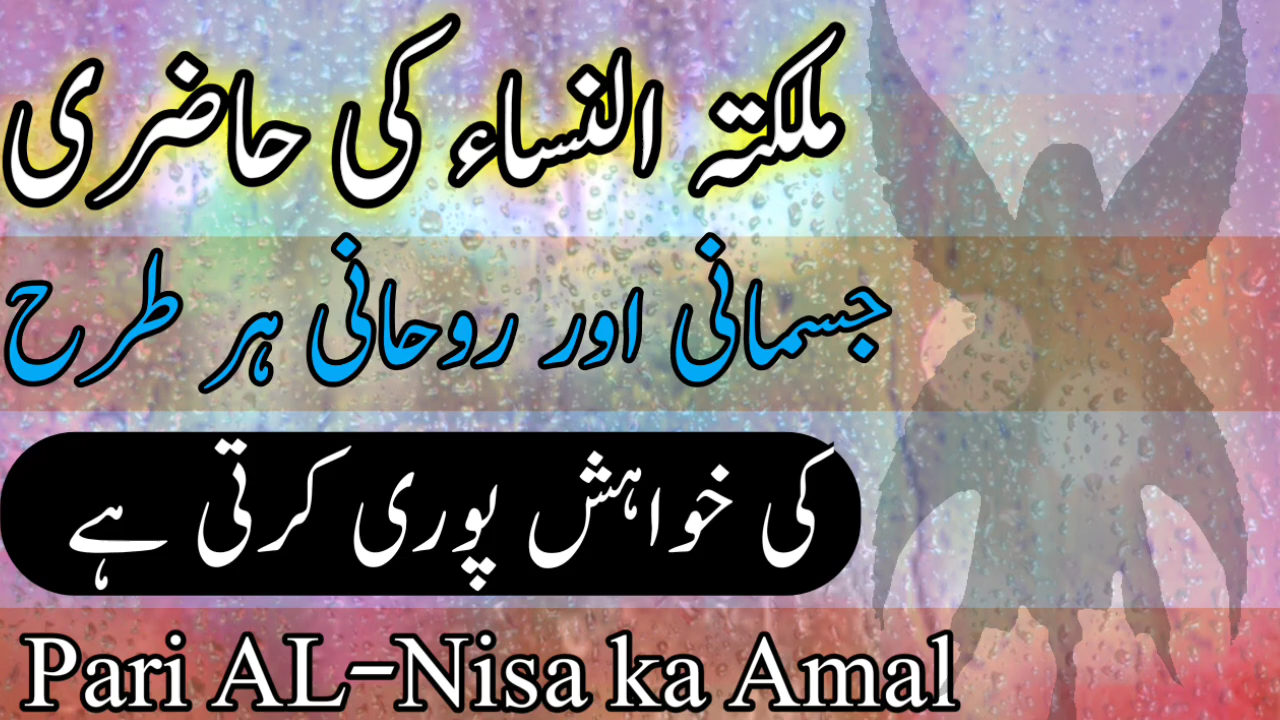 ملکتہ النساء کی حاضری
جسمانی اور روحانی ہر طرح
کی خواہش پوری کرتی ہے
Pari AL-Nisa ka Amal